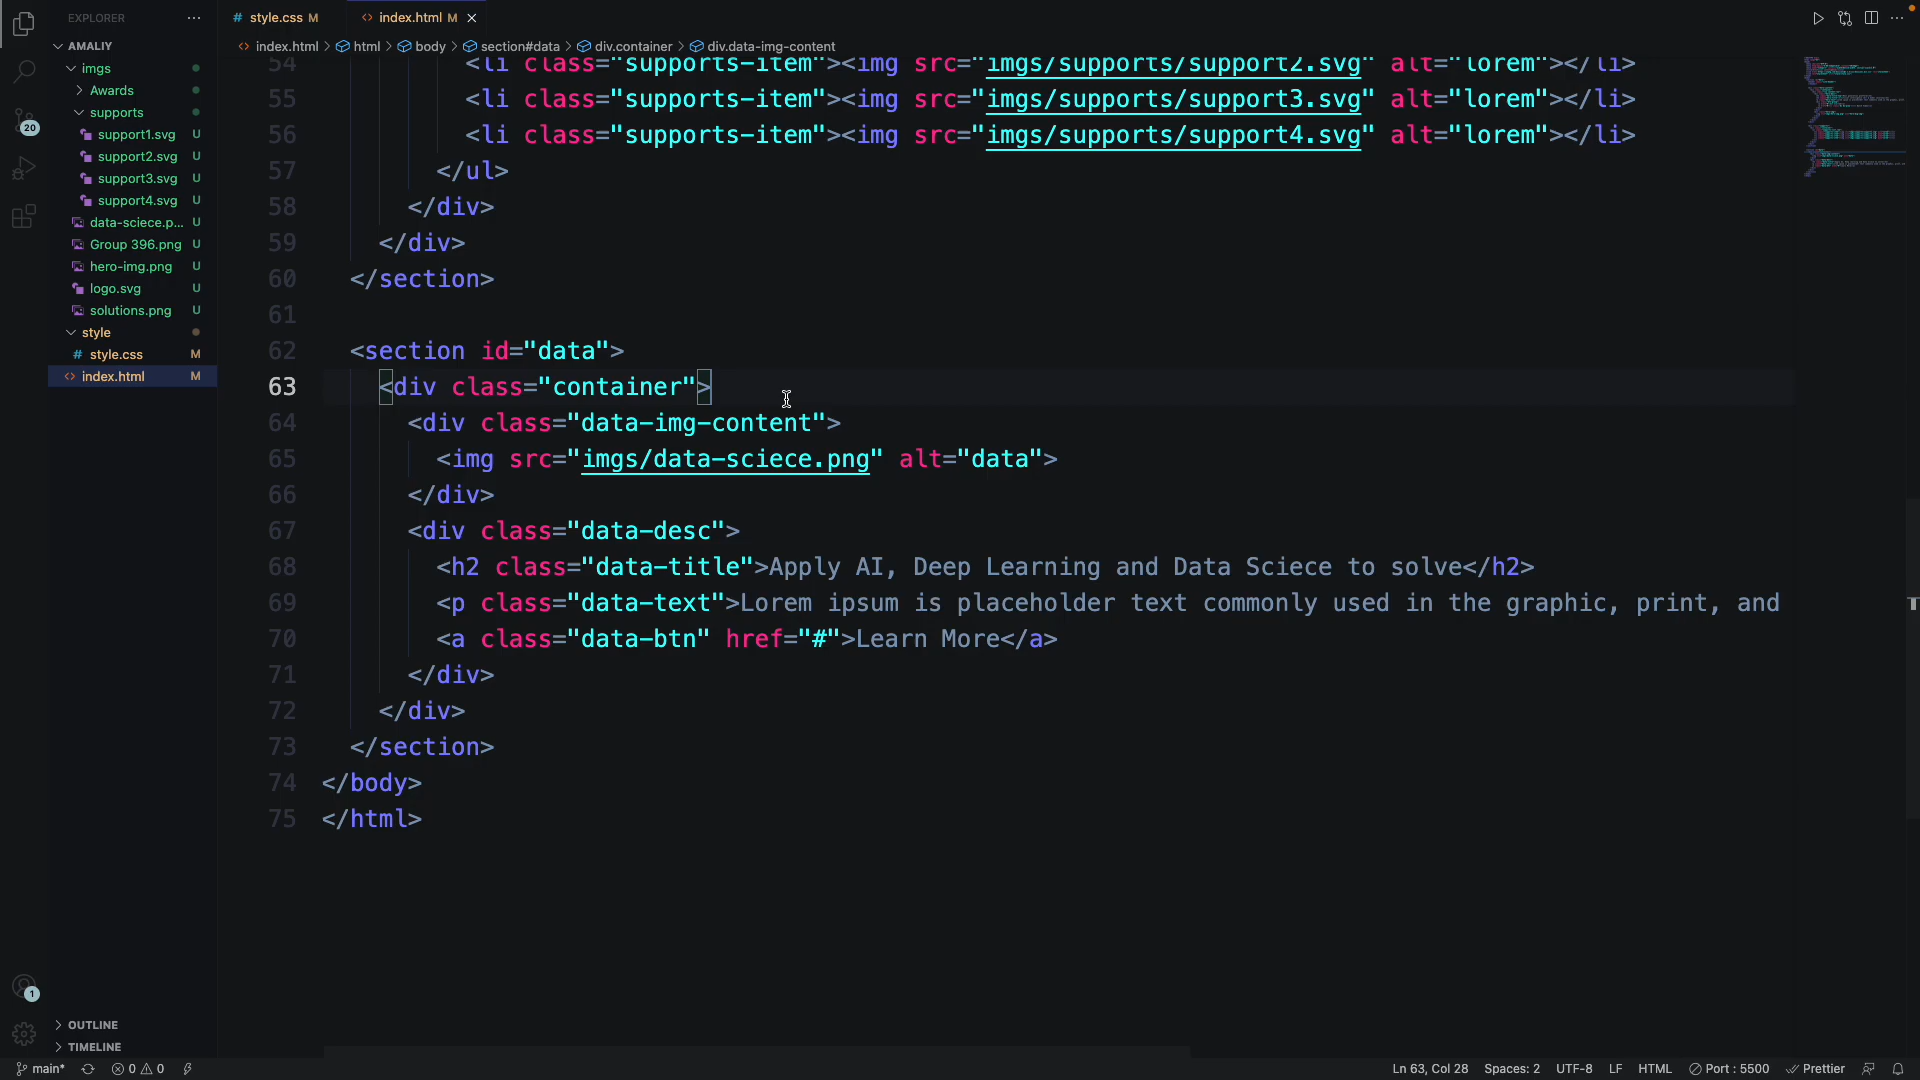 EXPLORER
AMALIY
imgs
Awards
supports
support1.svg U
support2.svg U
support3.svg U
support4.svg U
data-sciece.p... U
Group 396.png U
hero-img.png U
logo.svg U
solutions.png U
style
# style.css M
<> index.html M
OUTLINE
TIMELINE
20
1
# style.css M
<> index.html M
<> index.html > html > body > section#data > div.container > div.data-img-content
54 <li class="supports-item"><img src="imgs/supports/support2.svg" alt="lorem"></li>
55 <li class="supports-item"><img src="imgs/supports/support3.svg" alt="lorem"></li>
56 <li class="supports-item"><img src="imgs/supports/support4.svg" alt="lorem"></li>
57 </ul>
58 </div>
59 </div>
60 </section>
61
62 <section id="data">
63 <div class="container">
64 <div class="data-img-content">
65 <img src="imgs/data-sciece.png" alt="data">
66 </div>
67 <div class="data-desc">
68 <h2 class="data-title">Apply AI, Deep Learning and Data Sciece to solve</h2>
69 <p class="data-text">Lorem ipsum is placeholder text commonly used in the graphic, print, and
70 <a class="data-btn" href="#">Learn More</a>
71 </div>
72 </div>
73 </section>
74 </body>
75 </html>
main* 0 0 Ln 63, Col 28 Spaces: 2 UTF-8 LF HTML Port : 5500 Prettier